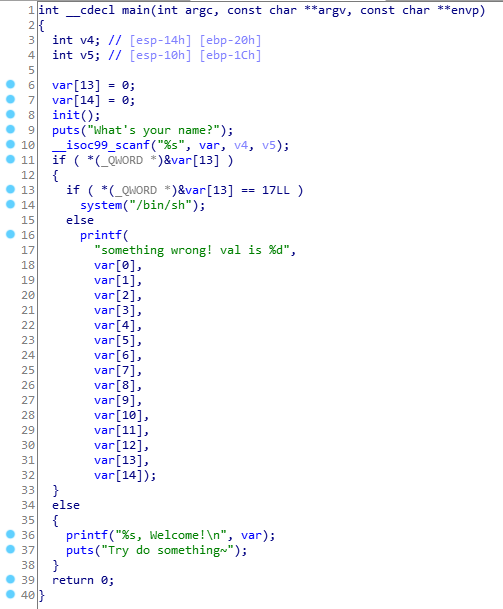 1 int __cdecl main(int argc, const char **argv, const char **envp)
2 {
3 int v4; // [esp-14h] [ebp-20h]
4 int v5; // [esp-10h] [ebp-1Ch]
5
6 var[13] = 0;
7 var[14] = 0;
8 init();
9 puts("What's your name?");
10 __isoc99_scanf("%s", var, v4, v5);
11 if ( *(_QWORD *)&var[13] )
12 {
13 if ( *(_QWORD *)&var[13] == 17LL )
14 system("/bin/sh");
15 else
16 printf(
17 "something wrong! val is %d",
18 var[0],
19 var[1],
20 var[2],
21 var[3],
22 var[4],
23 var[5],
24 var[6],
25 var[7],
26 var[8],
27 var[9],
28 var[10],
29 var[11],
30 var[12],
31 var[13],
32 var[14]);
33 }
34 else
35 {
36 printf("%s, Welcome!\n", var);
37 puts("Try do something~");
38 }
39 return 0;
40 }